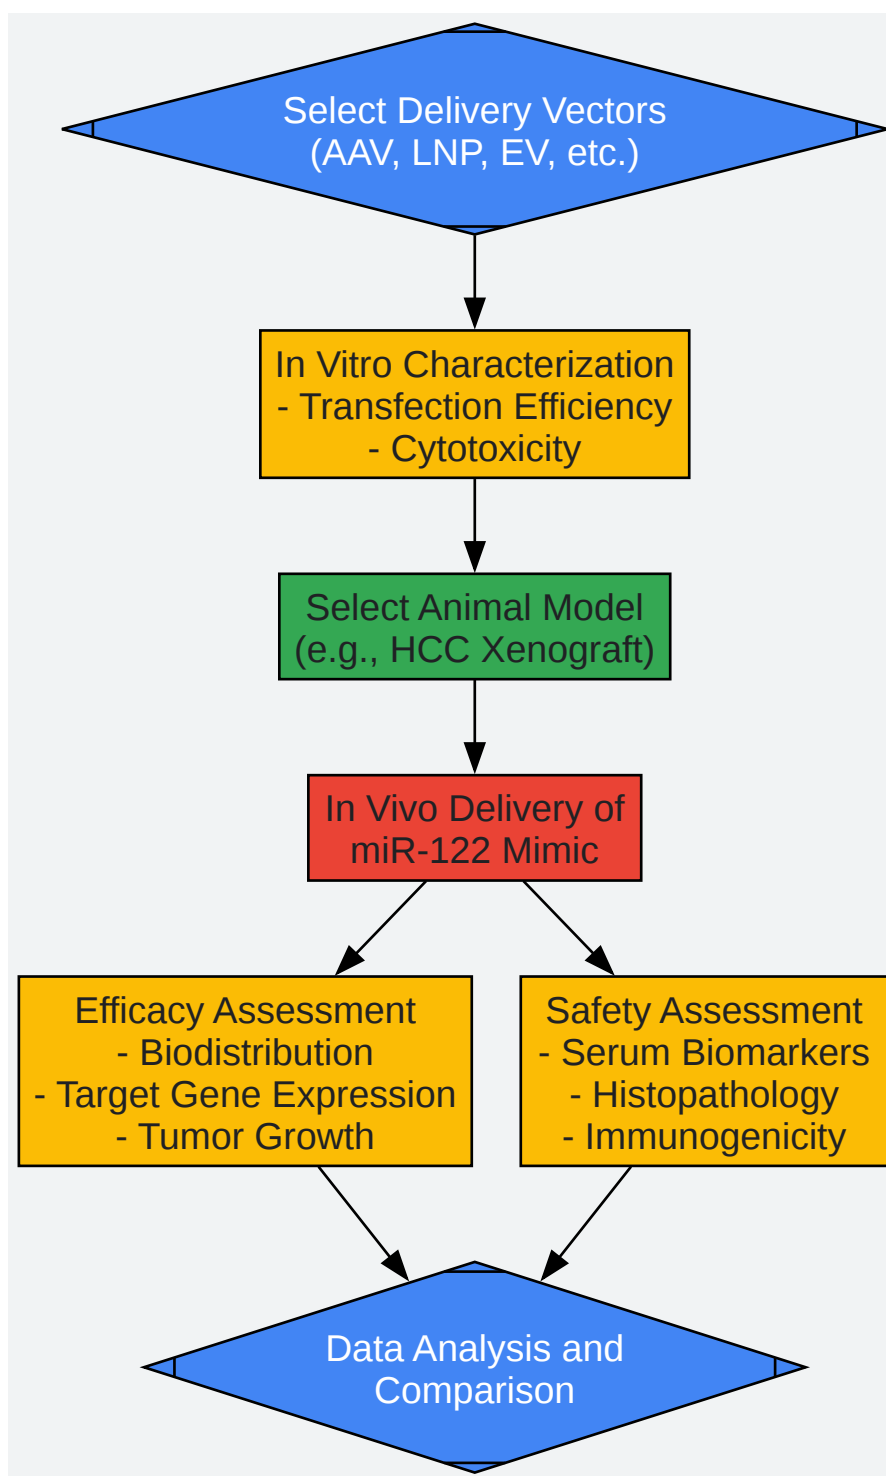 Select Delivery Vectors
(AAV, LNP, EV, etc.)
In Vitro Characterization
- Transfection Efficiency
- Cytotoxicity
Select Animal Model
(e.g., HCC Xenograft)
In Vivo Delivery of
miR-122 Mimic
Efficacy Assessment
- Biodistribution
- Target Gene Expression
- Tumor Growth
Safety Assessment
- Serum Biomarkers
- Histopathology
- Immunogenicity
Data Analysis and
Comparison